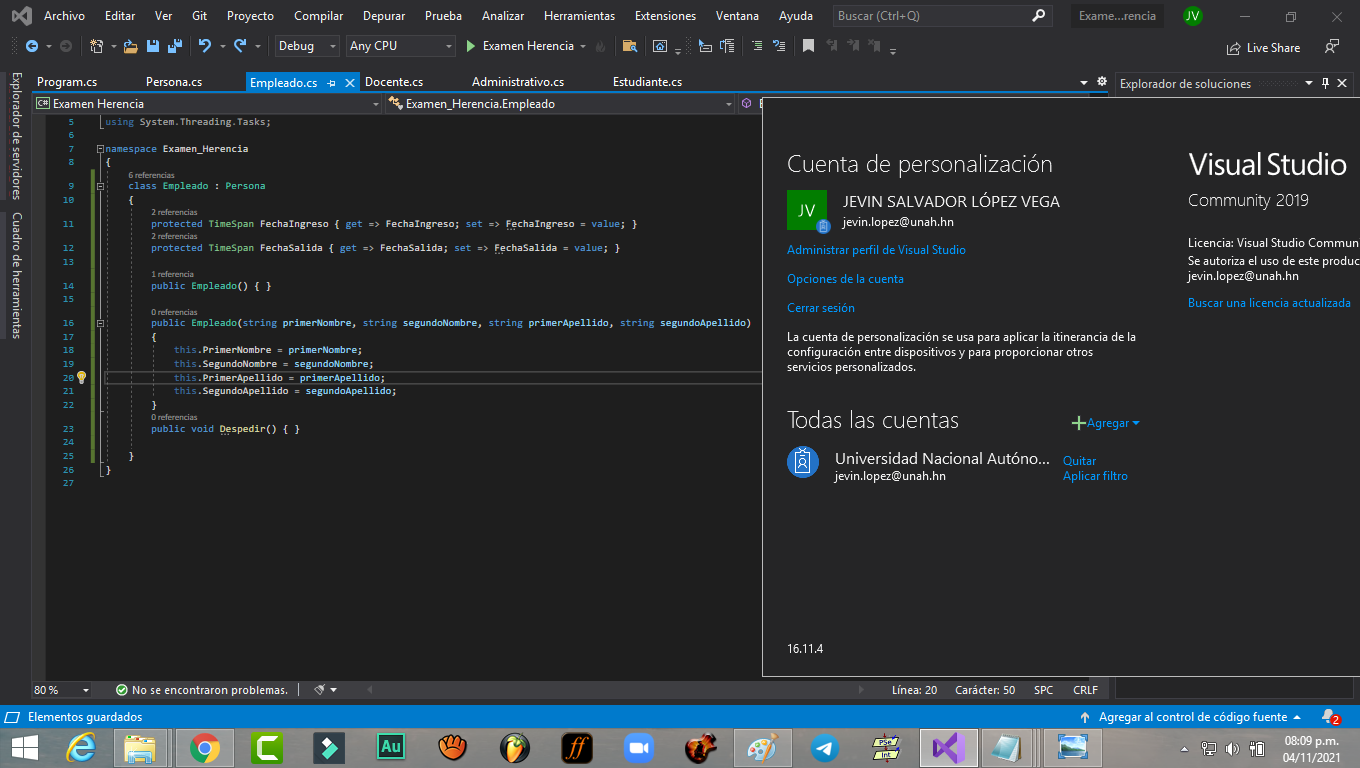 Archivo Editar Ver Git Proyecto Compilar Depurar Prueba Analizar Herramientas Extensiones Ventana Ayuda Buscar (Ctrl+Q) Exame...rencia JV
Debug Any CPU Examen Herencia Live Share
Program.cs Persona.cs Empleado.cs Docente.cs Administrativo.cs Estudiante.cs Explorador de soluciones
Explorador de servidores
Cuadro de herramientas
C# Examen Herencia Examen_Herencia.Empleado
5 using System.Threading.Tasks;
6
7 namespace Examen_Herencia
8 {
6 referencias
9 class Empleado : Persona
10 {
2 referencias
11 protected TimeSpan FechaIngreso { get => FechaIngreso; set => FechaIngreso = value; }
2 referencias
12 protected TimeSpan FechaSalida { get => FechaSalida; set => FechaSalida = value; }
13
1 referencia
14 public Empleado() { }
15
0 referencias
16 public Empleado(string primerNombre, string segundoNombre, string primerApellido, string segundoApellido)
17 {
18 this.PrimerNombre = primerNombre;
19 this.SegundoNombre = segundoNombre;
20 this.PrimerApellido = primerApellido;
21 this.SegundoApellido = segundoApellido;
22 }
0 referencias
23 public void Despedir() { }
24
25 }
26 }
27
Cuenta de personalización
JV
JEVIN SALVADOR LÓPEZ VEGA
jevin.lopez@unah.hn
Administrar perfil de Visual Studio
Opciones de la cuenta
Cerrar sesión
La cuenta de personalización se usa para aplicar la itinerancia de la
configuración entre dispositivos y para proporcionar otros
servicios personalizados.
Todas las cuentas
Agregar
Universidad Nacional Autóno...
jevin.lopez@unah.hn
Quitar
Aplicar filtro
16.11.4
Visual Studio
Community 2019
Licencia: Visual Studio Commun
Se autoriza el uso de este produc
jevin.lopez@unah.hn
Buscar una licencia actualizada
80 % No se encontraron problemas. Línea: 20 Carácter: 50 SPC CRLF
Elementos guardados Agregar al control de código fuente 2
Au ff PSe Int 08:09 p.m.
04/11/2021